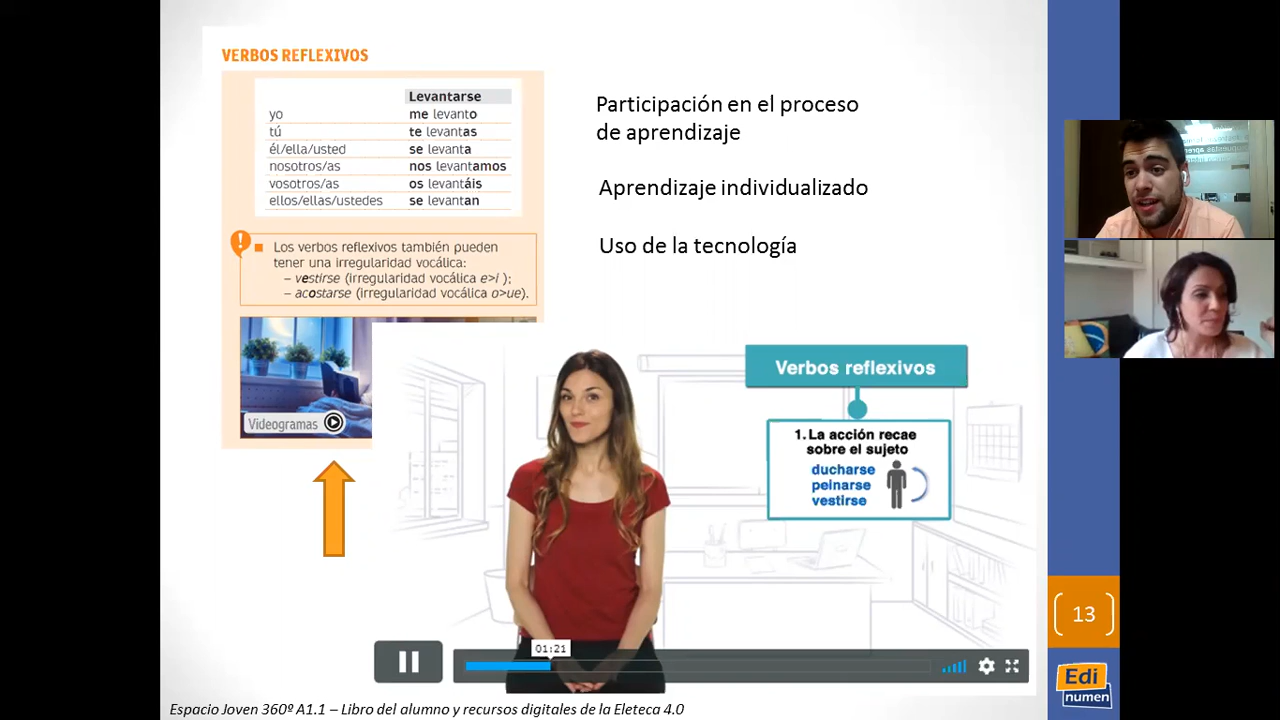 VERBOS REFLEXIVOS
Levantarse
yo me levanto
tú te levantas
él/ella/usted se levanta
nosotros/as nos levantamos
vosotros/as os levantáis
ellos/ellas/ustedes se levantan
! Los verbos reflexivos también pueden
tener una irregularidad vocálica:
– vestirse (irregularidad vocálica e>i );
– acostarse (irregularidad vocálica o>ue).
Videogramas
Participación en el proceso
de aprendizaje
Aprendizaje individualizado
Uso de la tecnología
Verbos reflexivos
1. La acción recae
sobre el sujeto
ducharse
peinarse
vestirse
01:21
Espacio Joven 360º A1.1 – Libro del alumno y recursos digitales de la Eleteca 4.0
13
Edi
numen